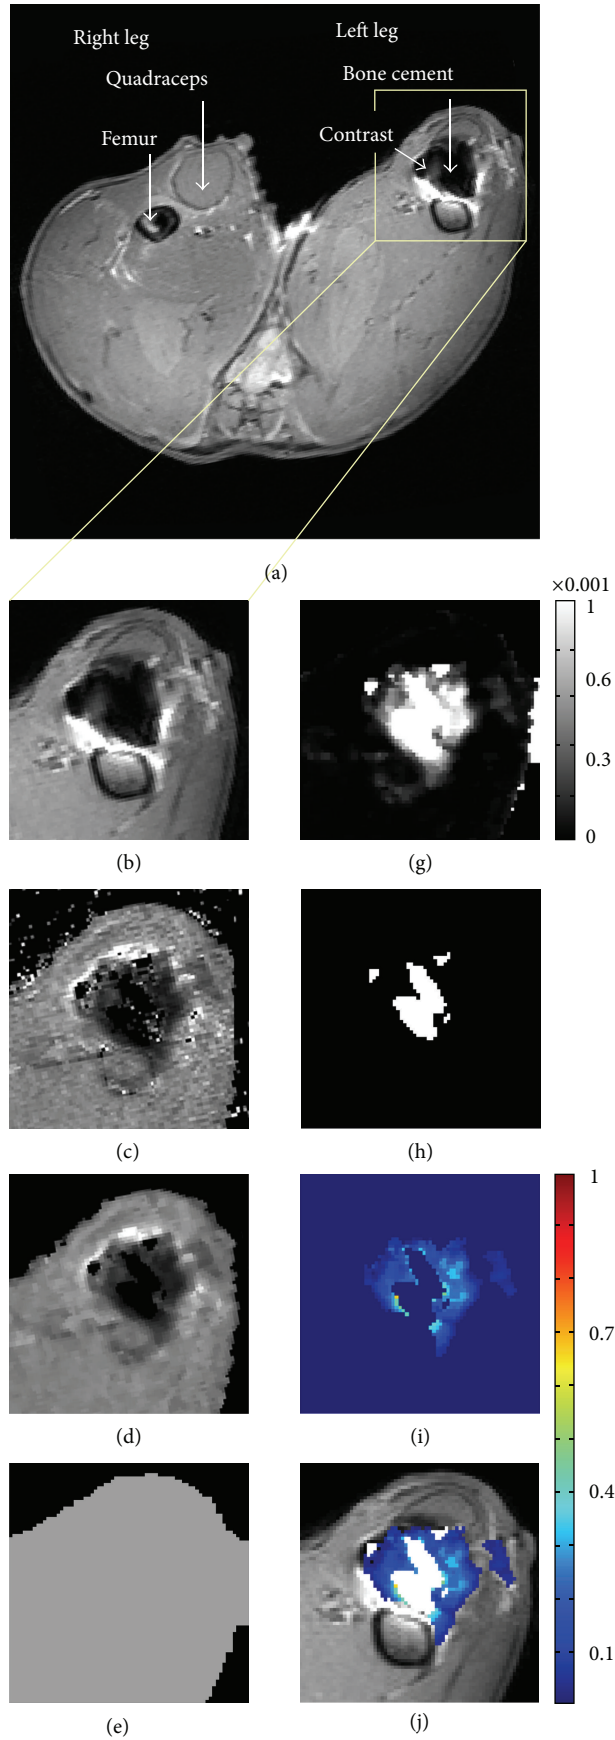 Right leg
Left leg
Quadraceps
Bone cement
Femur
Contrast
(a)
×0.001
1
0.6
0.3
0
(b)
(g)
(c)
(h)
1
0.7
0.4
0.1
(d)
(i)
(e)
(j)